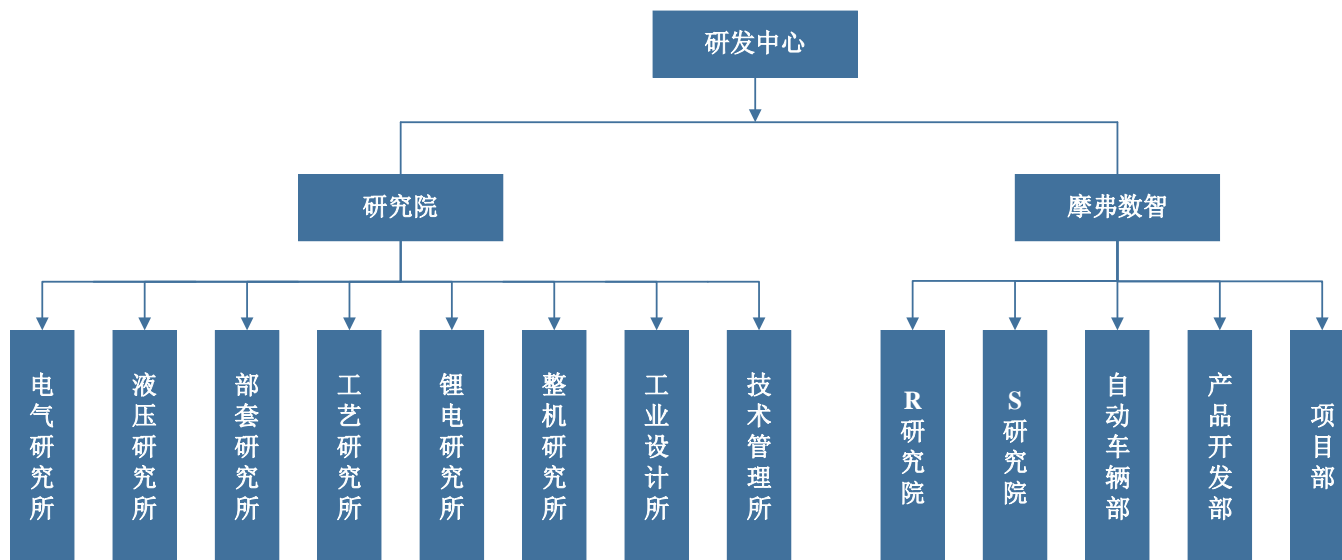 研发中心
研究院
摩弗数智
电气研究所
液压研究所
部套研究所
工艺研究所
锂电研究所
整机研究所
工业设计所
技术管理所
R研究院
S研究院
自动车辆部
产品开发部
项目部